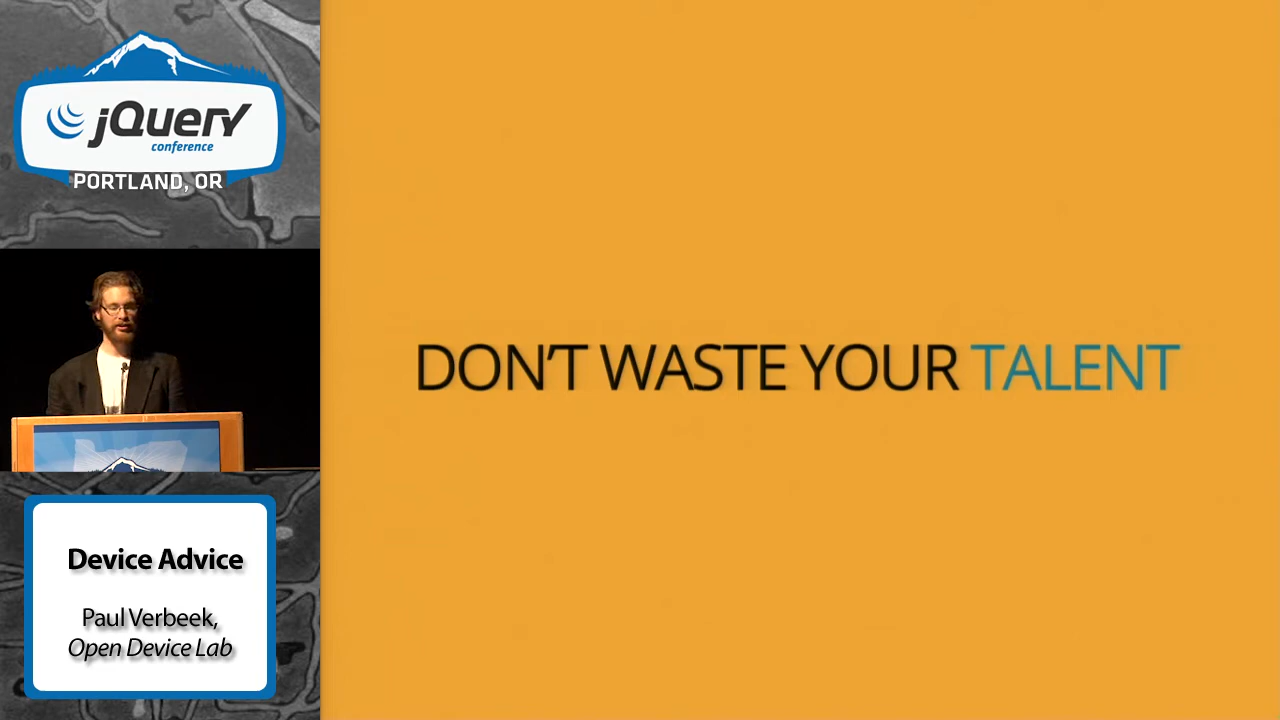 jQuery
conference
PORTLAND, OR
DON'T WASTE YOUR TALENT
Device Advice
Paul Verbeek,
Open Device Lab